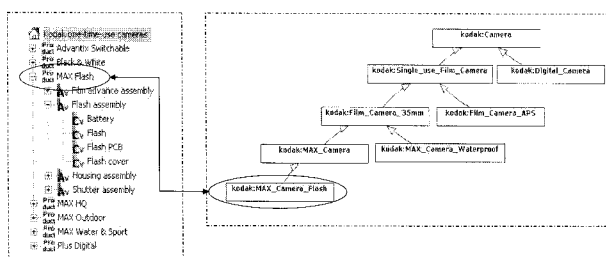 Kodak one-time-use cameras
Product Advantix Switchable
Product Black & White
Product MAX Flash
Film advance assembly
Flash assembly
Battery
Flash
Flash PCB
Flash cover
Housing assembly
Shutter assembly
Product MAX HQ
Product MAX Outdoor
Product MAX Water & Sport
Product Plus Digital
kodak:Camera
kodak:Single_use_Film_Camera
kodak:Digital_Camera
kodak:Film_Camera_35mm
kodak:Film_Camera_APS
kodak:MAX_Camera
kodak:MAX_Camera_Waterproof
kodak:MAX_Camera_Flash